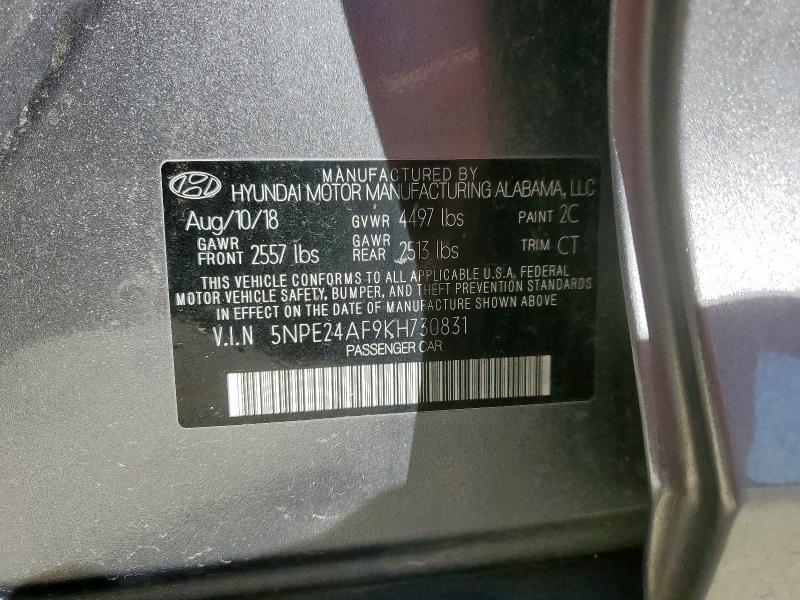 MANUFACTURED BY
HYUNDAI MOTOR MANUFACTURING ALABAMA, LLC
Aug/10/18 GVWR 4497 lbs PAINT 2C
GAWR FRONT 2557 lbs GAWR REAR 2513 lbs TRIM CT
THIS VEHICLE CONFORMS TO ALL APPLICABLE U.S.A. FEDERAL
MOTOR VEHICLE SAFETY, BUMPER, AND THEFT PREVENTION STANDARDS
IN EFFECT ON THE DATE OF MANUFACTURE SHOWN ABOVE
V.I.N 5NPE24AF9KH730831
PASSENGER CAR